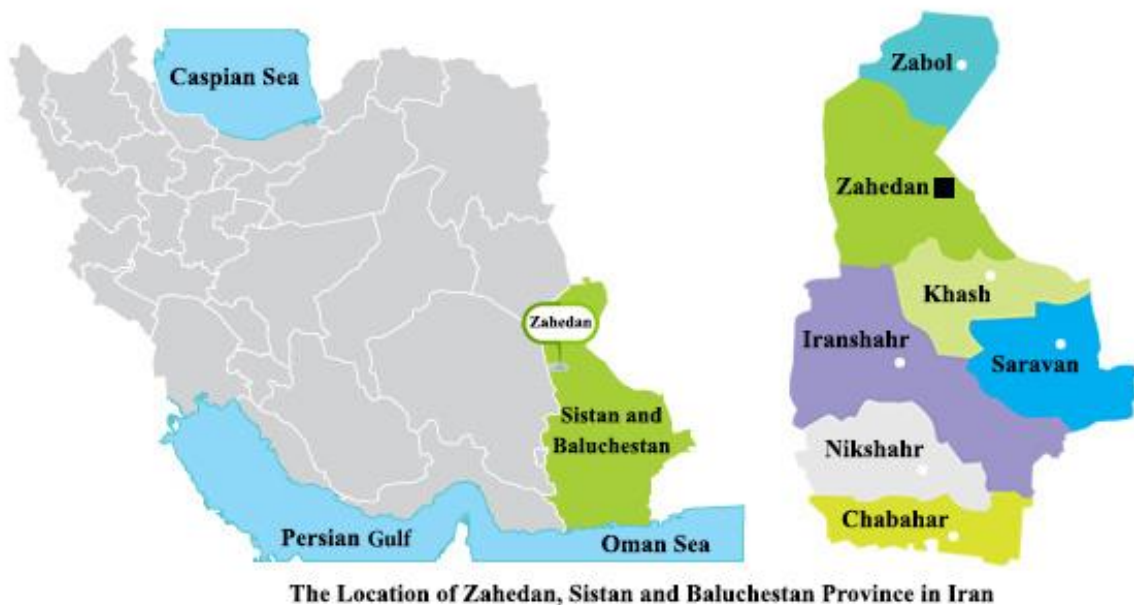 Caspian Sea
Zahedan
Sistan and
Baluchestan
Persian Gulf
Oman Sea
Zabol
Zahedan
Khash
Iranshahr
Saravan
Nikshahr
Chabahar
The Location of Zahedan, Sistan and Baluchestan Province in Iran